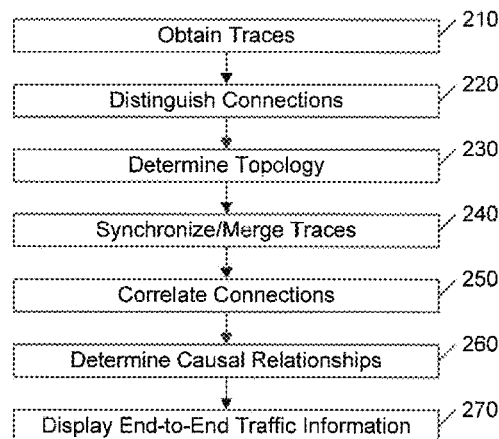 210
Obtain Traces
220
Distinguish Connections
230
Determine Topology
240
Synchronize/Merge Traces
250
Correlate Connections
260
Determine Causal Relationships
270
Display End-to-End Traffic Information